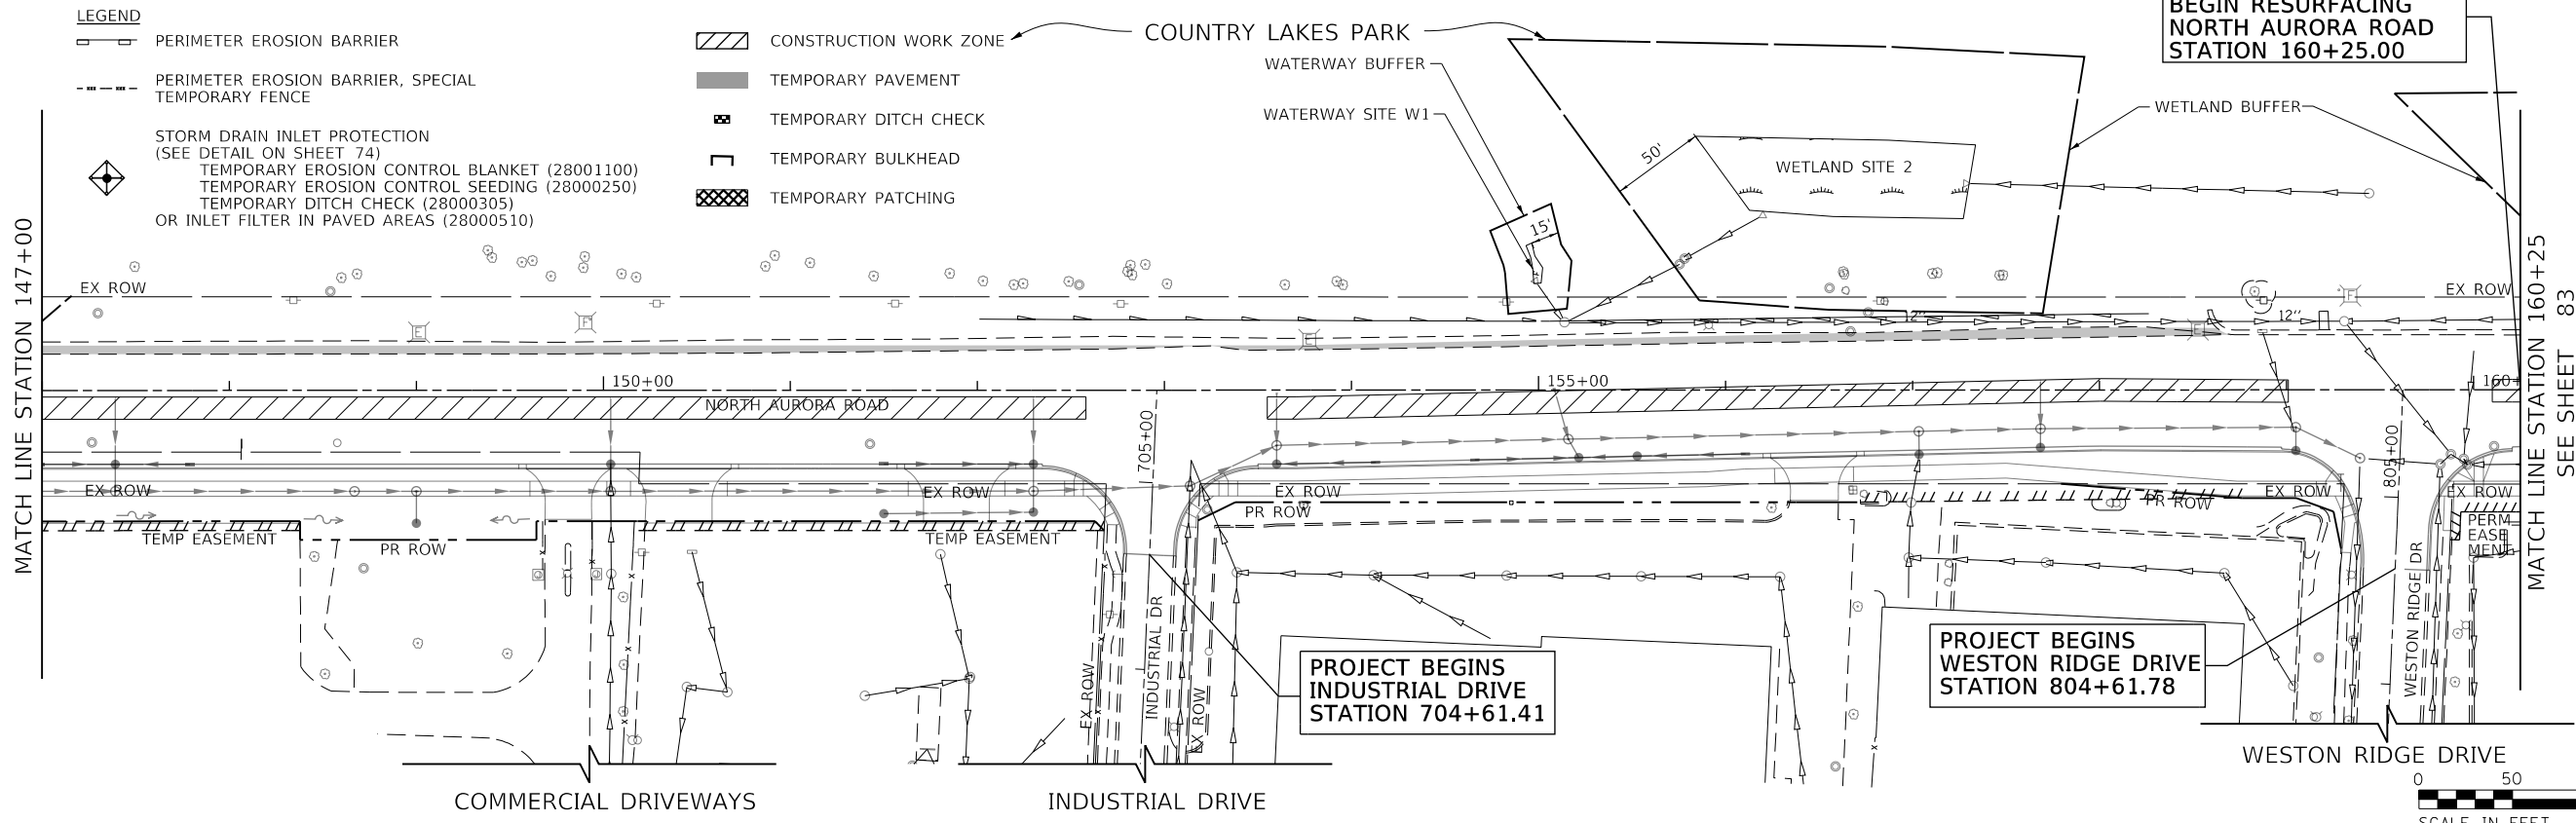 LEGEND
PERIMETER EROSION BARRIER
PERIMETER EROSION BARRIER, SPECIAL
TEMPORARY FENCE
STORM DRAIN INLET PROTECTION
(SEE DETAIL ON SHEET 74)
TEMPORARY EROSION CONTROL BLANKET (28001100)
TEMPORARY EROSION CONTROL SEEDING (28000250)
TEMPORARY DITCH CHECK (28000305)
OR INLET FILTER IN PAVED AREAS (28000510)
CONSTRUCTION WORK ZONE
TEMPORARY PAVEMENT
TEMPORARY DITCH CHECK
TEMPORARY BULKHEAD
TEMPORARY PATCHING
COUNTRY LAKES PARK
WATERWAY BUFFER
WATERWAY SITE W1
15'
50'
WETLAND SITE 2
WETLAND BUFFER
BEGIN RESURFACING
NORTH AURORA ROAD
STATION 160+25.00
MATCH LINE STATION 147+00
EX ROW
E
F
E
12"
12"
E
F
EX ROW
150+00
155+00
160+
NORTH AURORA ROAD
705+00
805+00
EX ROW
EX ROW
EX ROW
EX ROW
EX ROW
TEMP EASEMENT
PR ROW
TEMP EASEMENT
PR ROW
PR ROW
PERM
EASE
MENT
EX ROW
INDUSTRIAL DR
EX ROW
WESTON RIDGE DR
PROJECT BEGINS
INDUSTRIAL DRIVE
STATION 704+61.41
PROJECT BEGINS
WESTON RIDGE DRIVE
STATION 804+61.78
MATCH LINE STATION 160+25
SEE SHEET 83
COMMERCIAL DRIVEWAYS
INDUSTRIAL DRIVE
WESTON RIDGE DRIVE
0 50
SCALE IN FEET